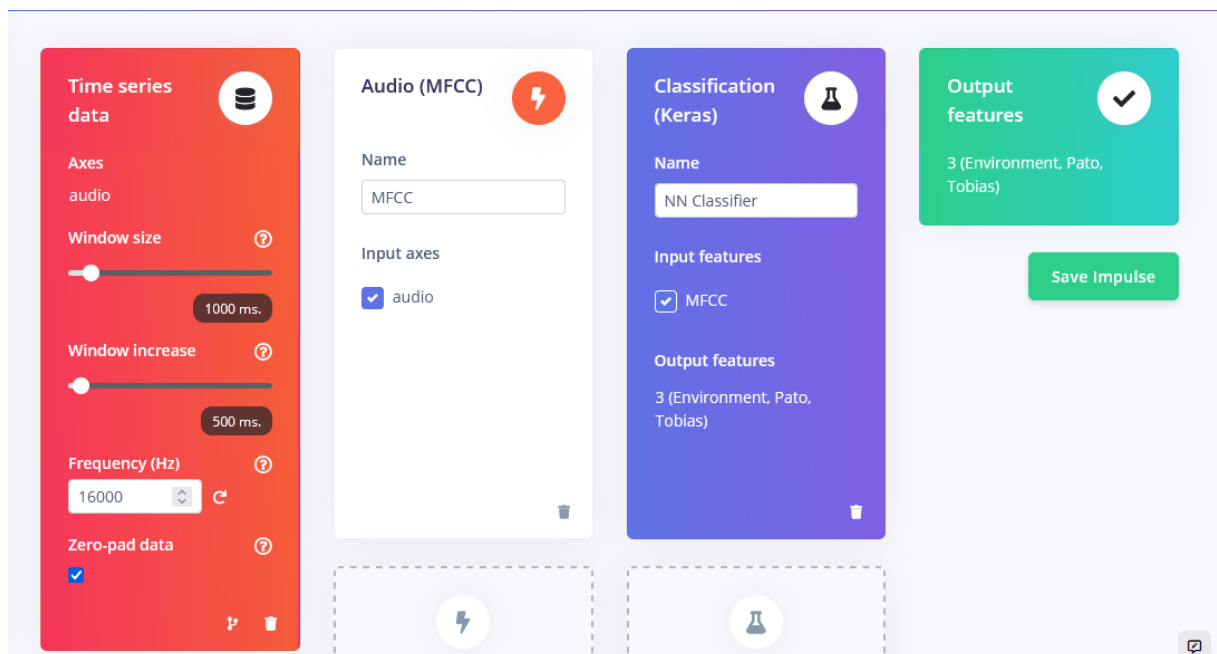 Time series
data
Axes
audio
Window size
1000 ms.
Window increase
500 ms.
Frequency (Hz)
16000
Zero-pad data
Audio (MFCC)
Name
MFCC
Input axes
audio
Classification
(Keras)
Name
NN Classifier
Input features
MFCC
Output features
3 (Environment, Pato,
Tobias)
Output
features
3 (Environment, Pato,
Tobias)
Save Impulse